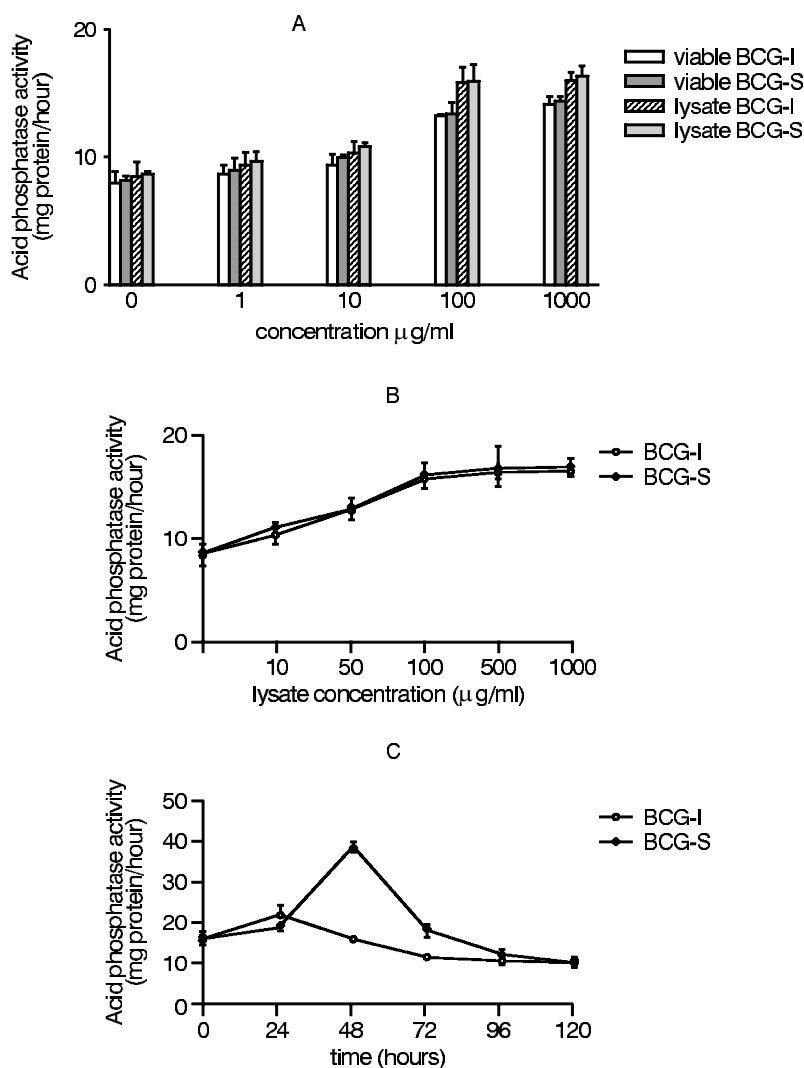 A
Acid phosphatase activity
(mg protein/hour)
20
10
0
0 1 10 100 1000
concentration μg/ml
viable BCG-I
viable BCG-S
lysate BCG-I
lysate BCG-S
B
Acid phosphatase activity
(mg protein/hour)
20
10
0
10 50 100 500 1000
lysate concentration (μg/ml)
BCG-I
BCG-S
C
Acid phosphatase activity
(mg protein/hour)
50
40
30
20
10
0
0 24 48 72 96 120
time (hours)
BCG-I
BCG-S